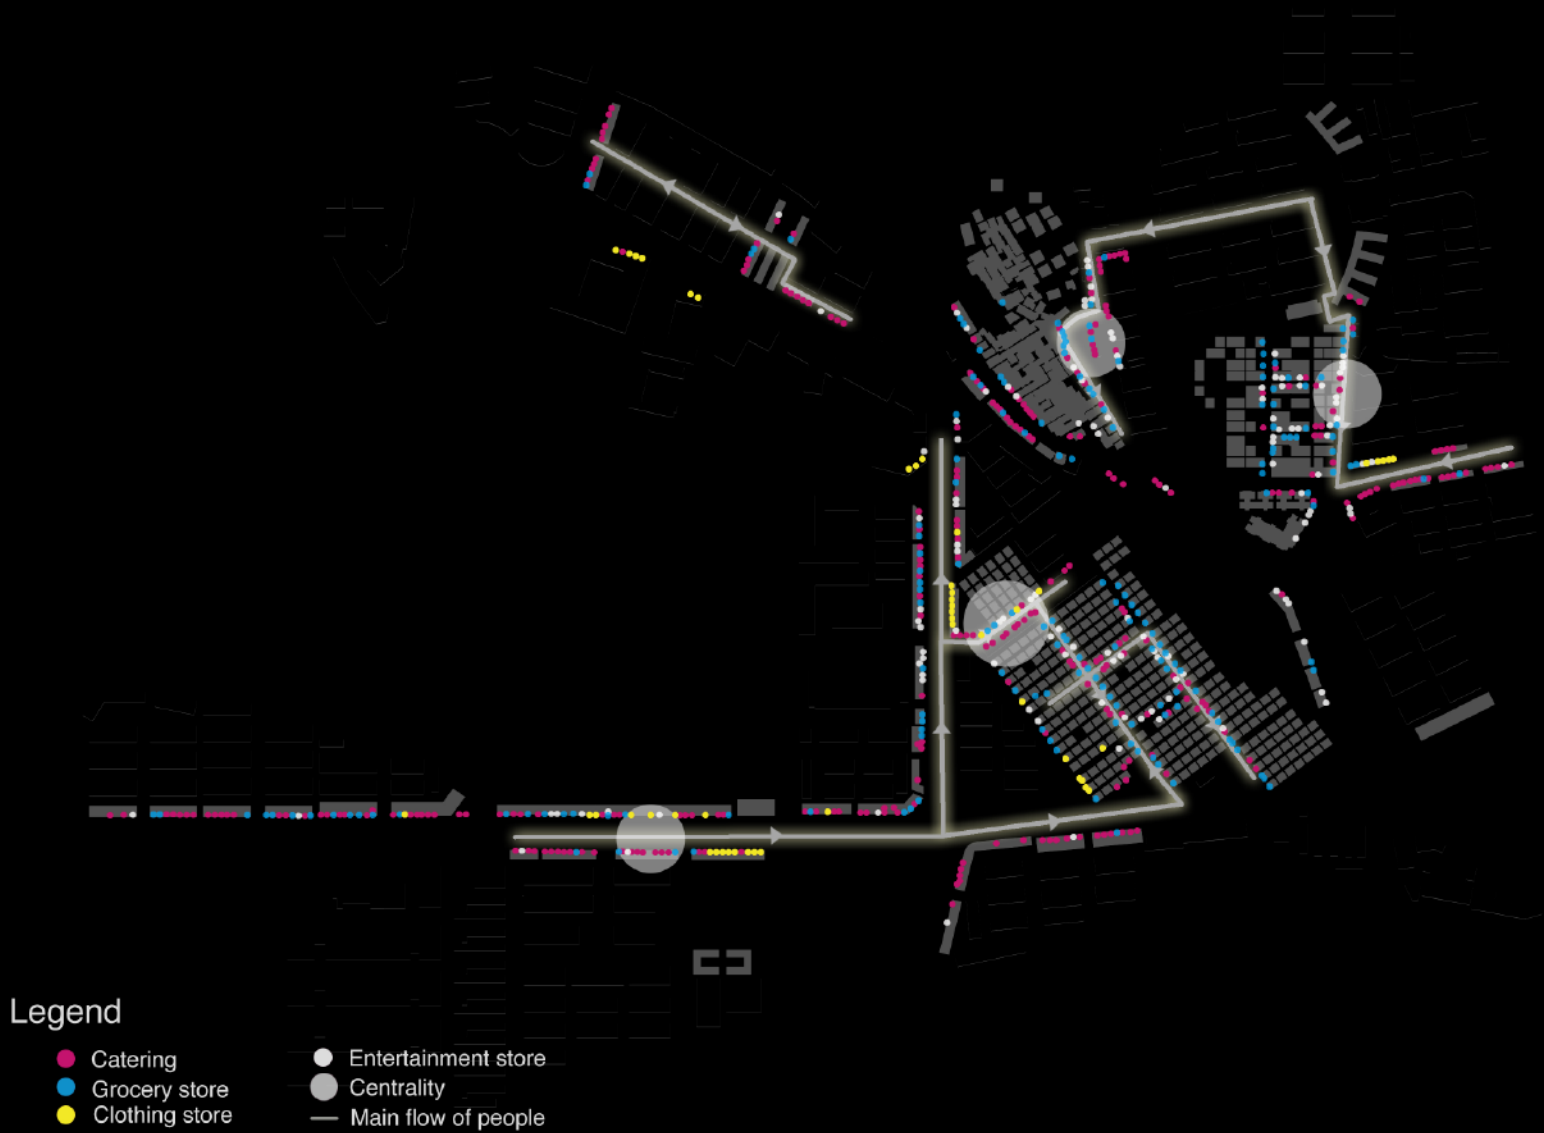 Legend
Catering
Grocery store
Clothing store
Entertainment store
Centrality
Main flow of people